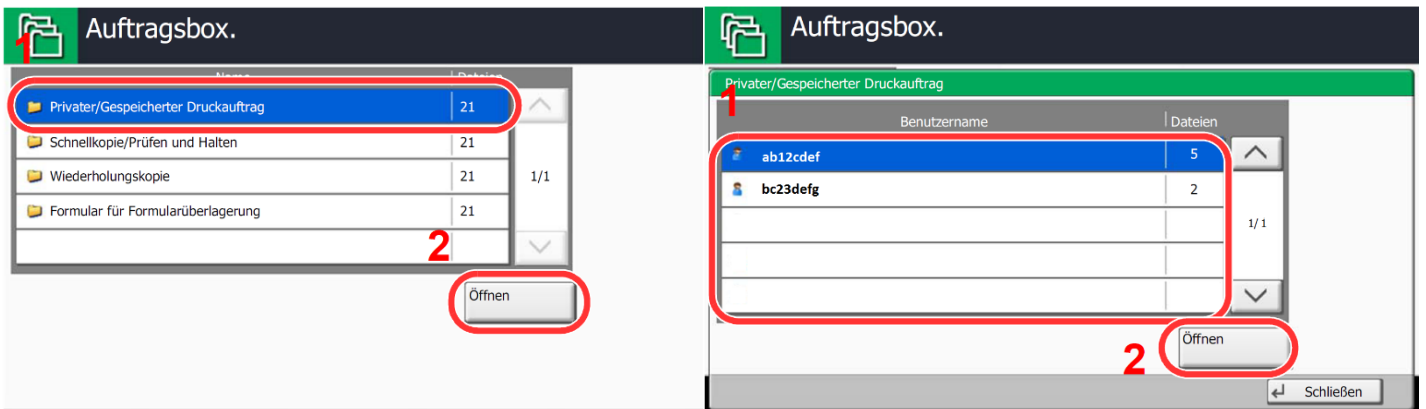 Auftragsbox.
1
Name Dateien
Privater/Gespeicherter Druckauftrag 21
Schnellkopie/Prüfen und Halten 21
Wiederholungskopie 21 1/1
Formular für Formularüberlagerung 21
2
Öffnen
Auftragsbox.
Privater/Gespeicherter Druckauftrag
1
Benutzername Dateien
ab12cdef 5
bc23defg 2
1/1
Öffnen
2
Schließen